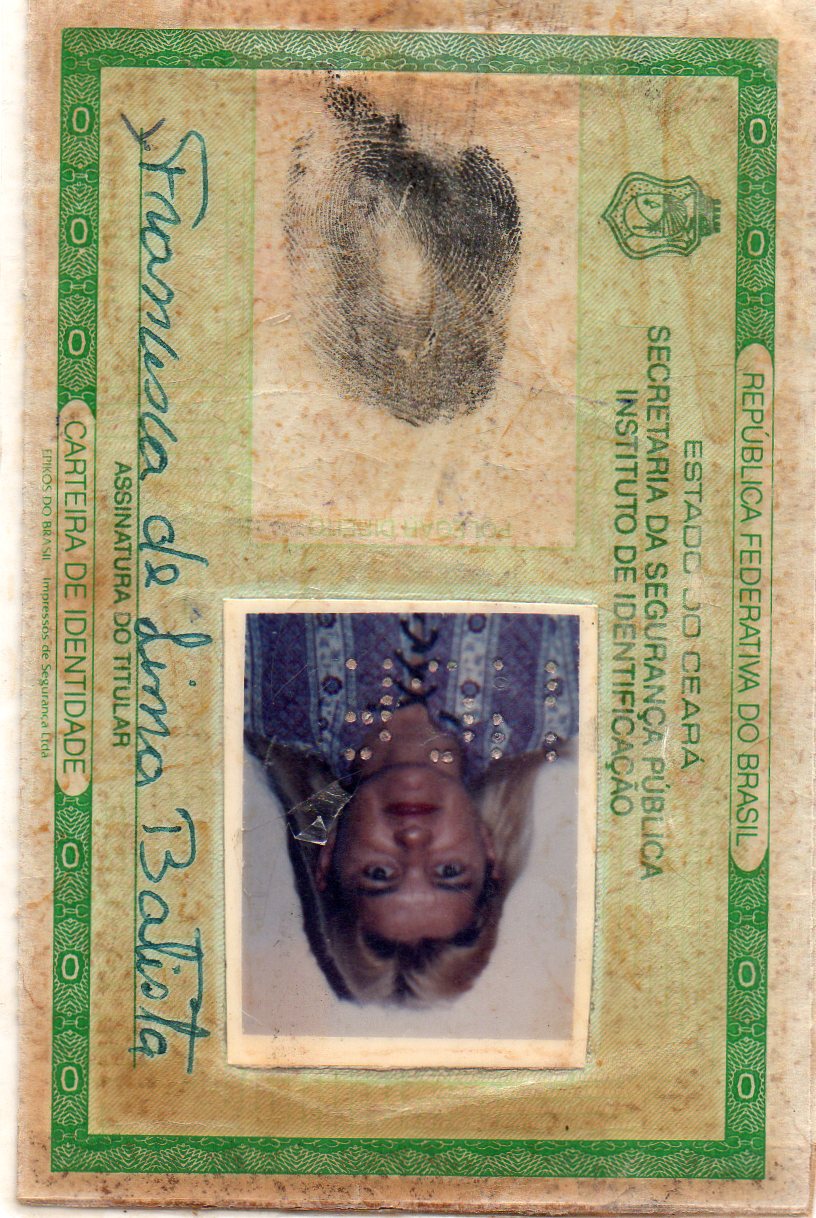 REPÚBLICA FEDERATIVA DO BRASIL
ESTADO DO CEARÁ
SECRETARIA DA SEGURANÇA PÚBLICA
INSTITUTO DE IDENTIFICAÇÃO
POLEGAR DIREITO
Francisca de Lima Batista
ASSINATURA DO TITULAR
CARTEIRA DE IDENTIDADE
EPIKOS DO BRASIL Impressos de Segurança Ltda